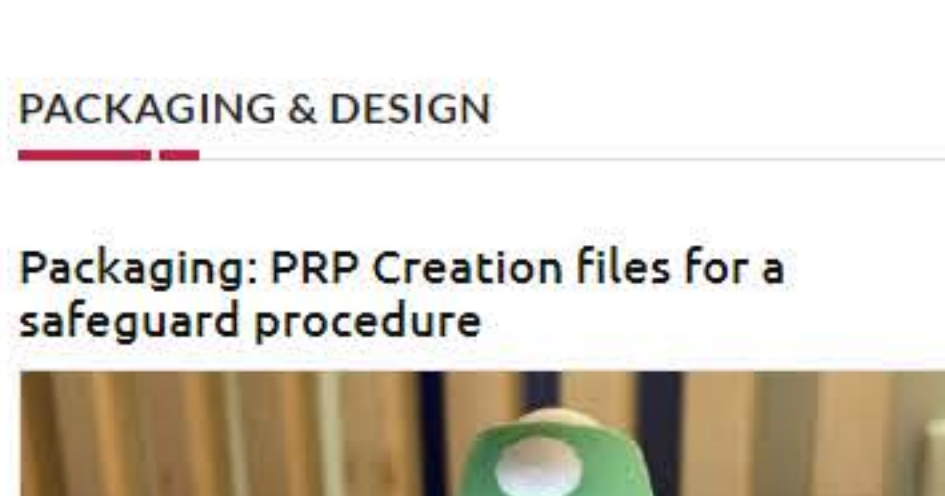 PACKAGING & DESIGN
Packaging: PRP Creation files for a
safeguard procedure